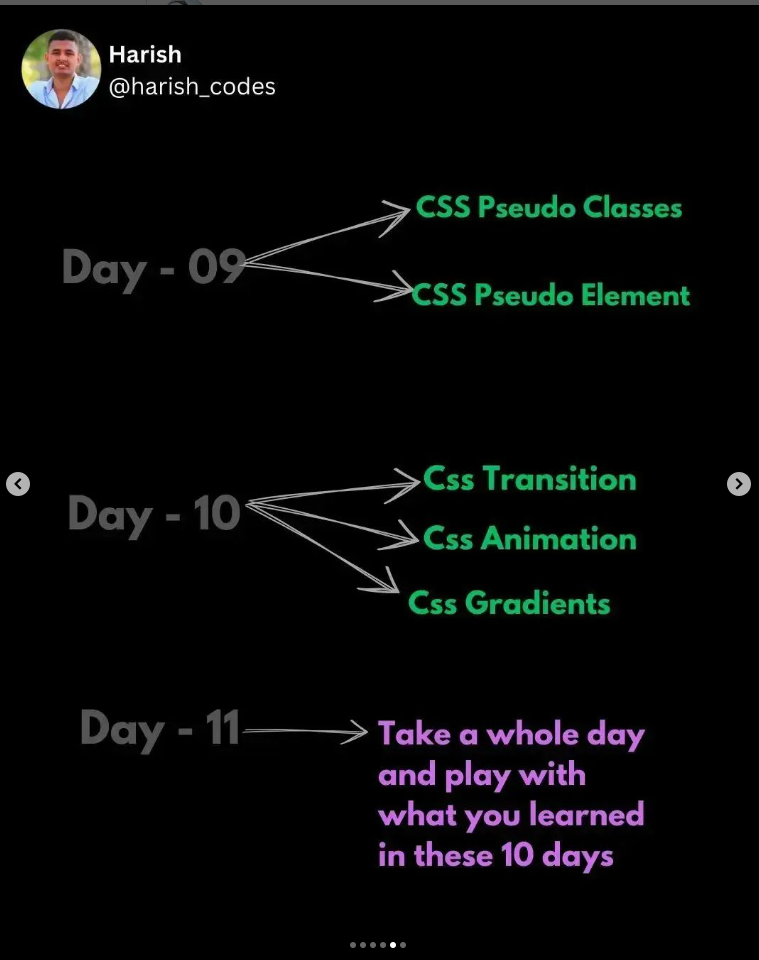 Harish
@harish_codes
Day - 09
CSS Pseudo Classes
CSS Pseudo Element
Day - 10
Css Transition
Css Animation
Css Gradients
Day - 11
Take a whole day
and play with
what you learned
in these 10 days